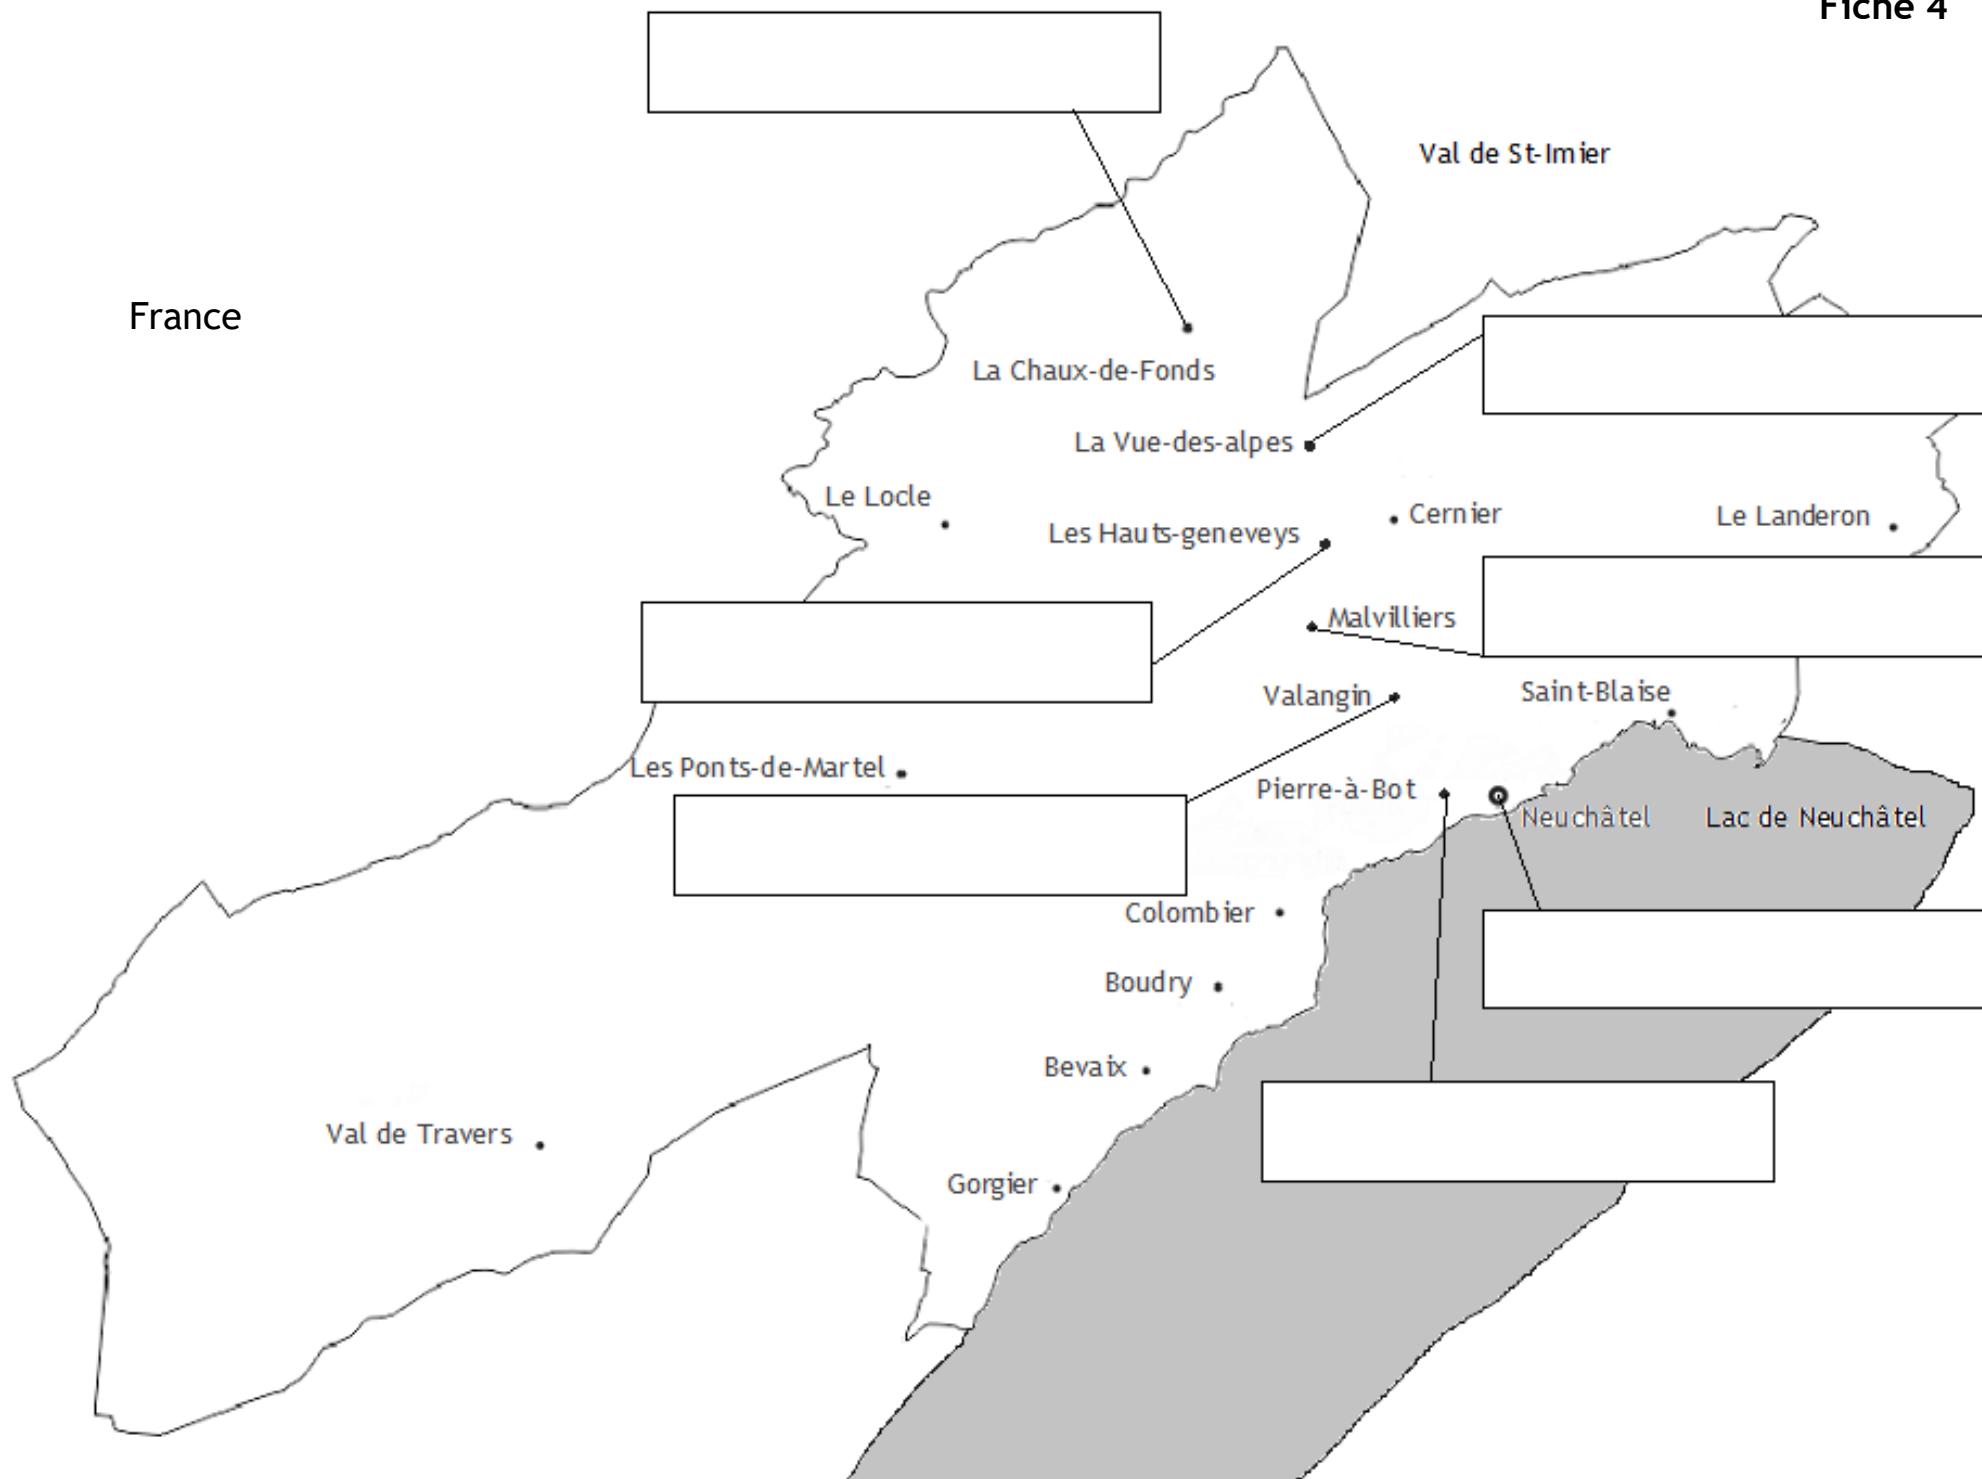 Fiche 4
Val de St-Imier
France
La Chaux-de-Fonds
La Vue-des-alpes
Le Locle
Cernier
Le Landeron
Les Hauts-geneveys
Malvilliers
Valangin
Saint-Blaise
Les Ponts-de-Martel
Pierre-à-Bot
Neuchâtel
Lac de Neuchâtel
Colombier
Boudry
Bevaix
Val de Travers
Gorgier